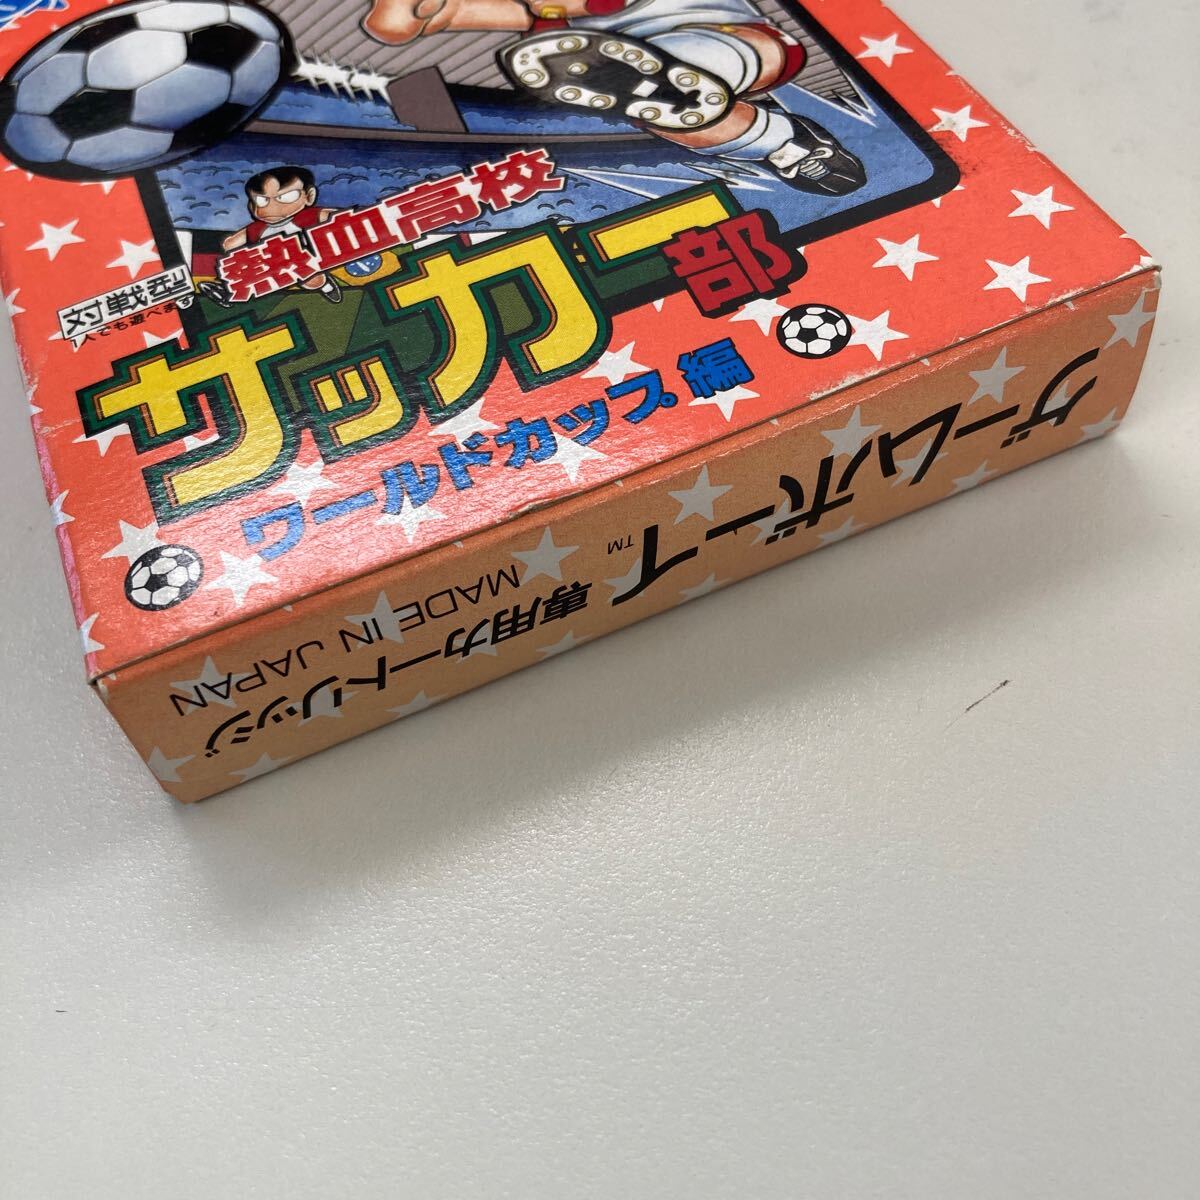 対戦型
1人でも遊べます
熱血高校
サッカー部
ワールドカップ編
ゲームボーイ™
専用カートリッジ
MADE IN JAPAN